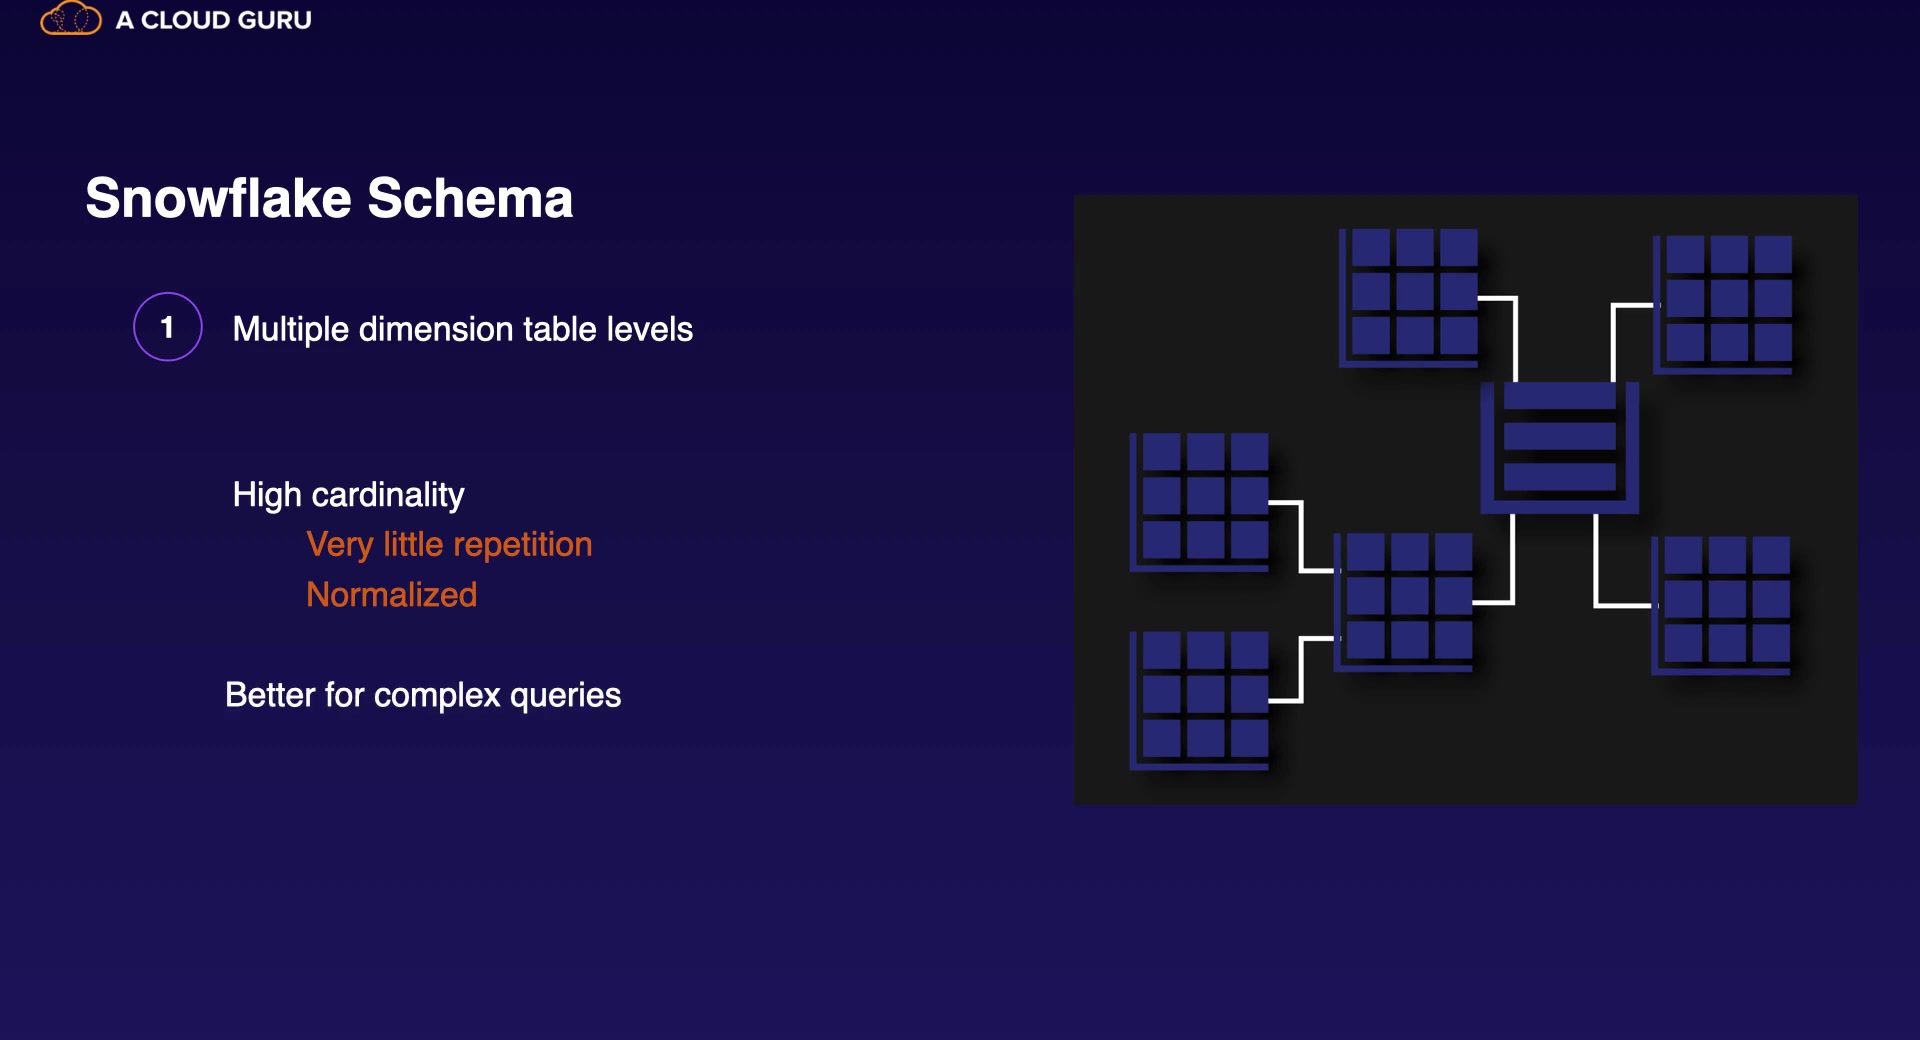 A CLOUD GURU
Snowflake Schema
1 Multiple dimension table levels
High cardinality
Very little repetition
Normalized
Better for complex queries